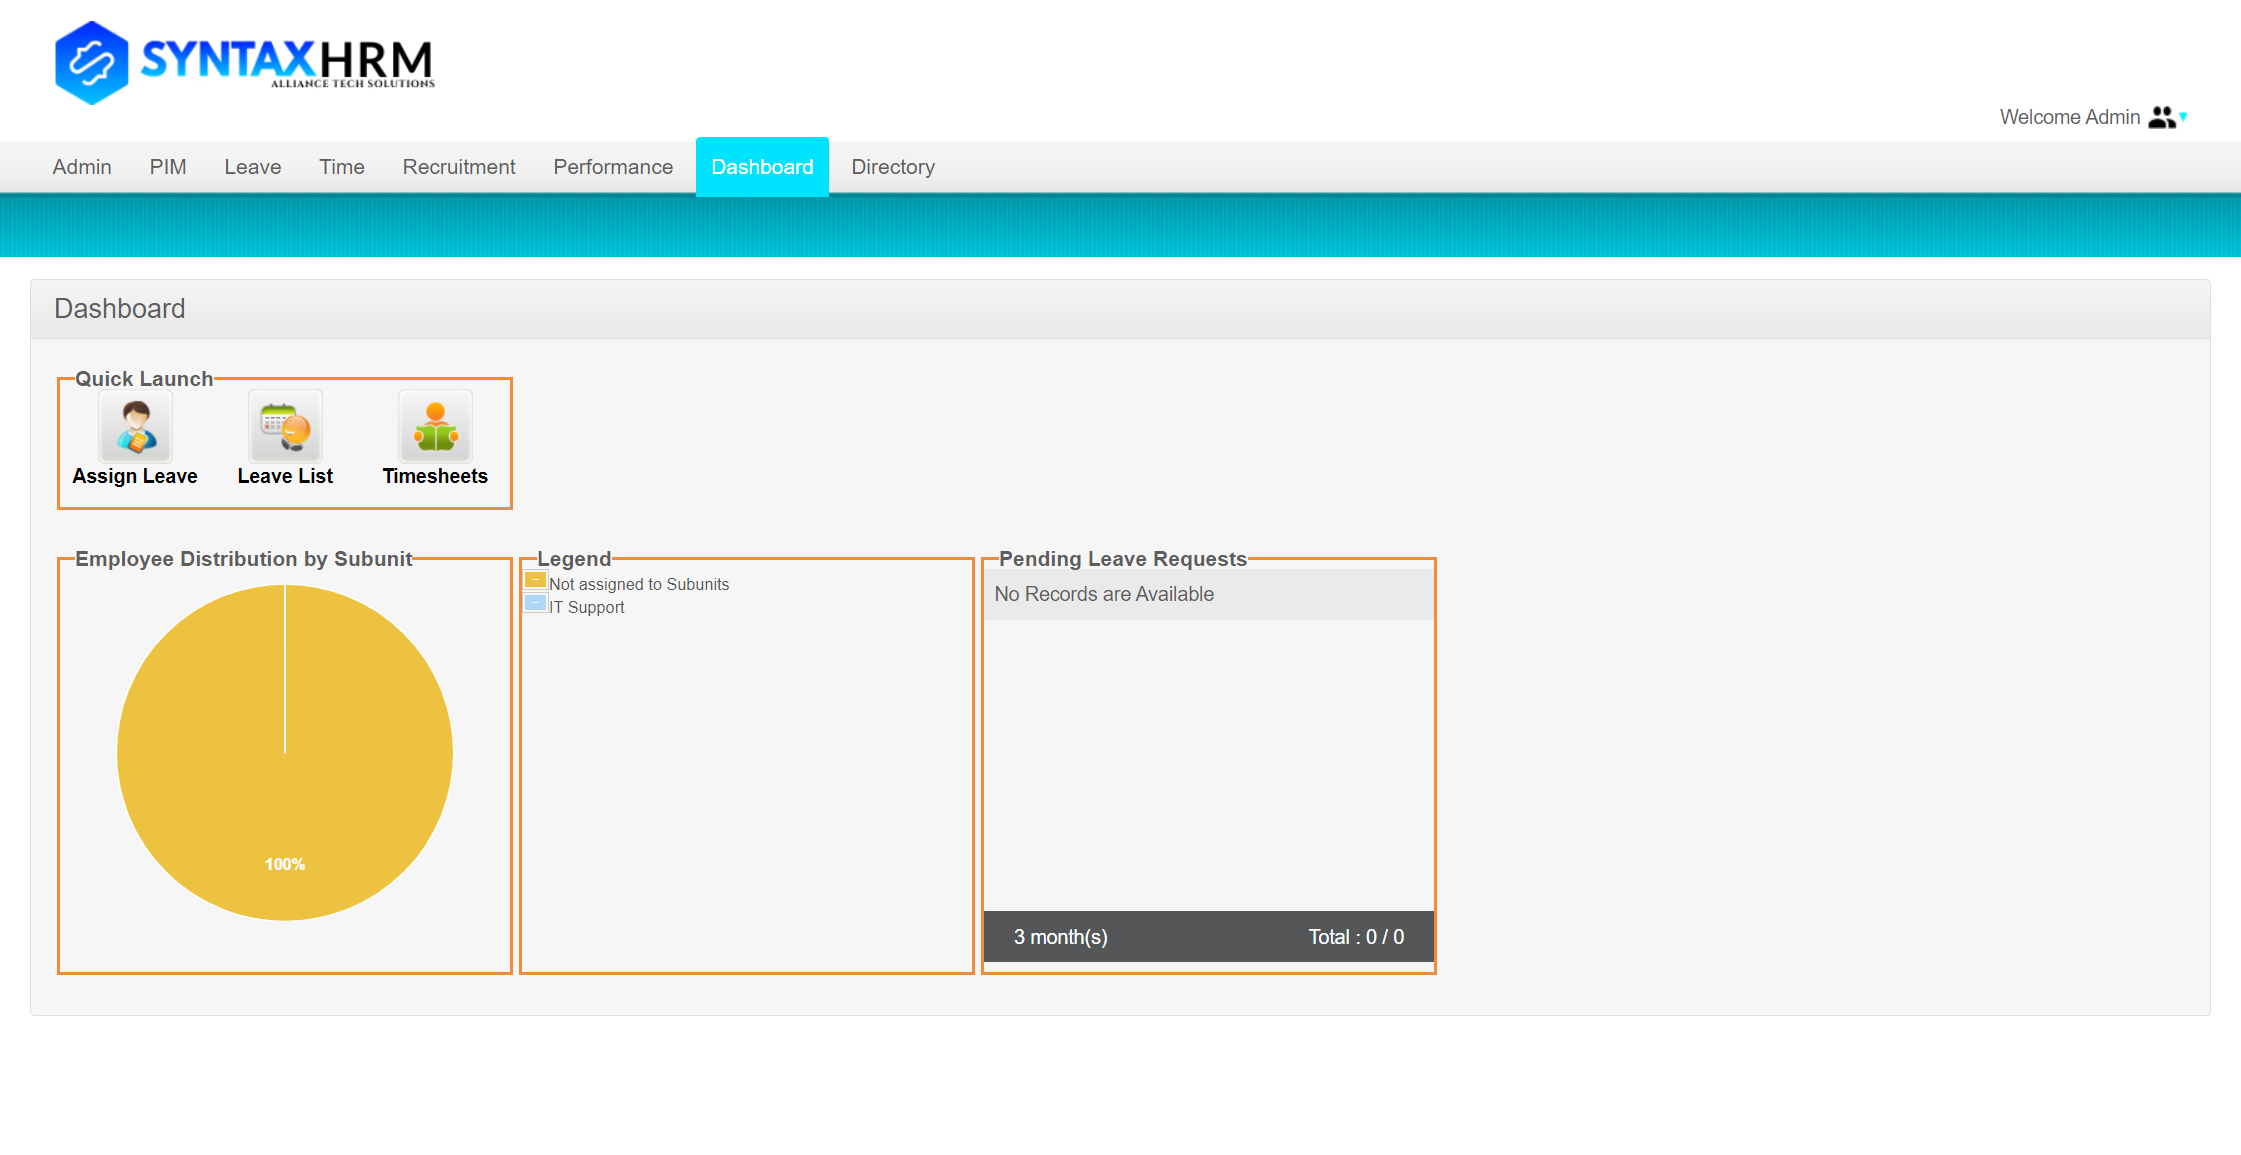 SYNTAXHRM
ALLIANCE TECH SOLUTIONS
Welcome Admin
Admin PIM Leave Time Recruitment Performance Dashboard Directory
Dashboard
Quick Launch
Assign Leave Leave List Timesheets
Employee Distribution by Subunit
100%
Legend
Not assigned to Subunits
IT Support
Pending Leave Requests
No Records are Available
3 month(s) Total : 0 / 0